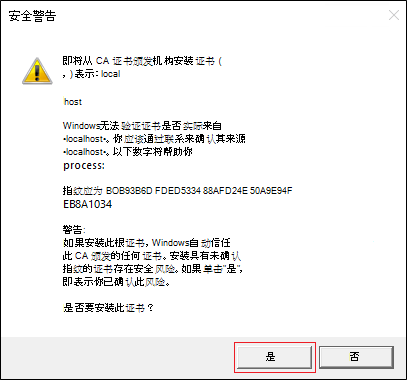 安全警告
即将从 CA 证书颁发机构安装证书 (
,) 表示: local
host
Windows无法验证证书是否实际来自
•localhost•。你应该通过联系来确认其来源
•localhost•。以下数字将帮助你
process:
指纹应为 BOB93B6D FDED5334 88AFD24E 50A9E94F
EB8A1034
警告:
如果安装此根证书，Windows自动信任
此 CA 颁发的任何证书。安装具有未确认
指纹的证书存在安全风险。如果单击"是"，
即表示你已确认此风险。
是否要安装此证书？
是
否